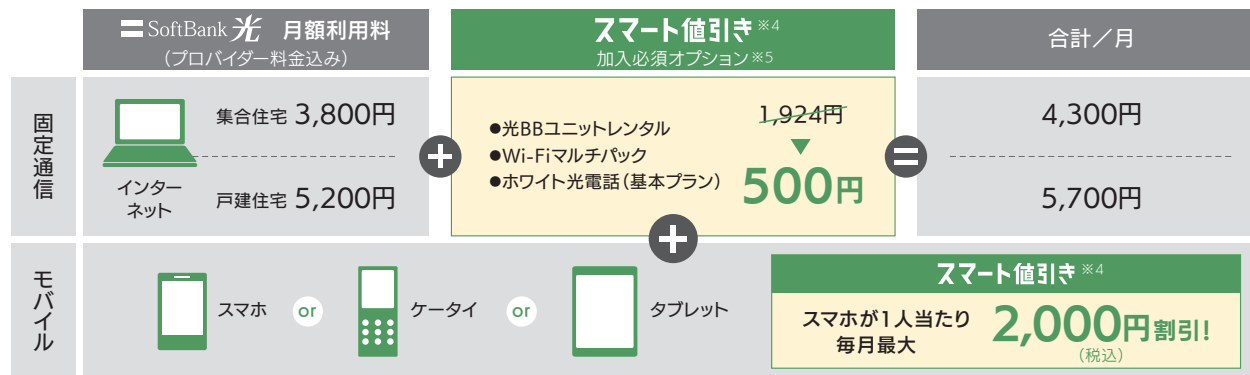 SoftBank 光 月額利用料
(プロバイダー料金込み)
スマート値引き※4
加入必須オプション※5
合計／月
固定通信
インター
ネット
集合住宅 3,800円
戸建住宅 5,200円
●光BBユニットレンタル
●Wi-Fiマルチパック
●ホワイト光電話（基本プラン）
1,924円
▼
500円
4,300円
5,700円
モバイル
スマホ
or
ケータイ
or
タブレット
スマート値引き※4
スマホが1人当たり
毎月最大
2,000円割引!
(税込)